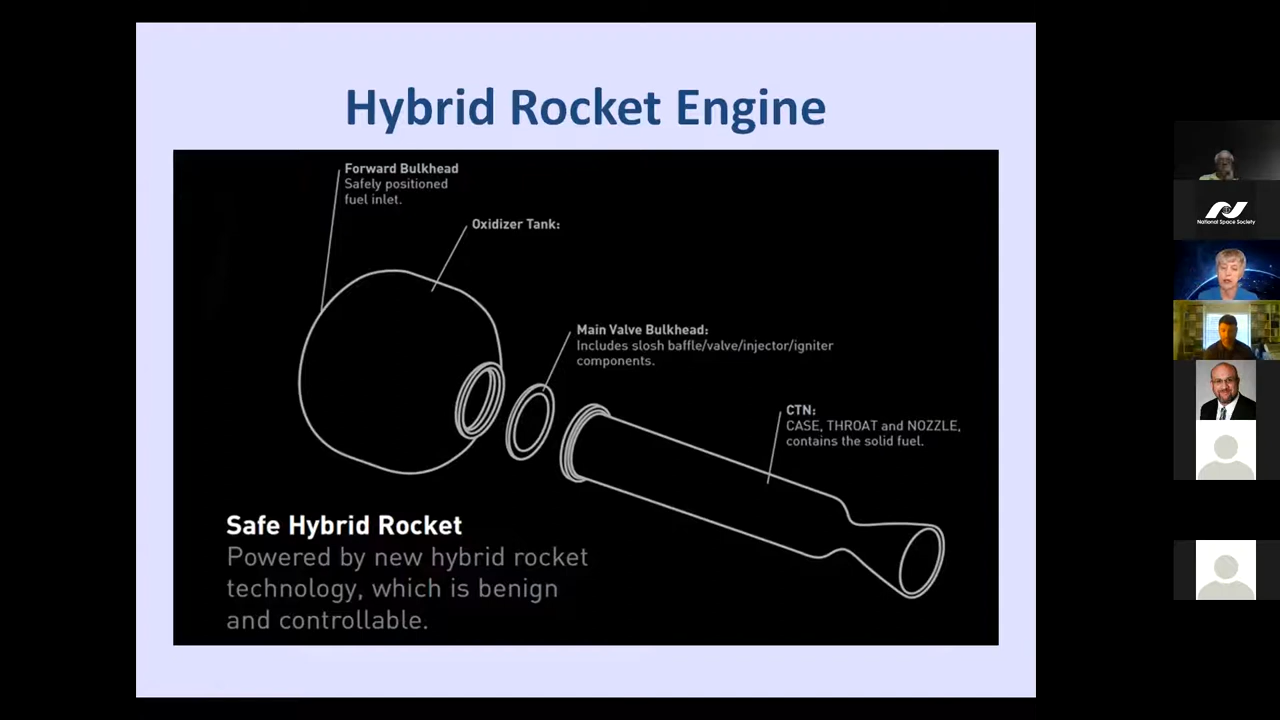 Hybrid Rocket Engine
Forward Bulkhead
Safely positioned
fuel inlet.
Oxidizer Tank:
Main Valve Bulkhead:
Includes slosh baffle/valve/injector/igniter
components.
CTN:
CASE, THROAT and NOZZLE,
contains the solid fuel.
Safe Hybrid Rocket
Powered by new hybrid rocket
technology, which is benign
and controllable.
National Space Society